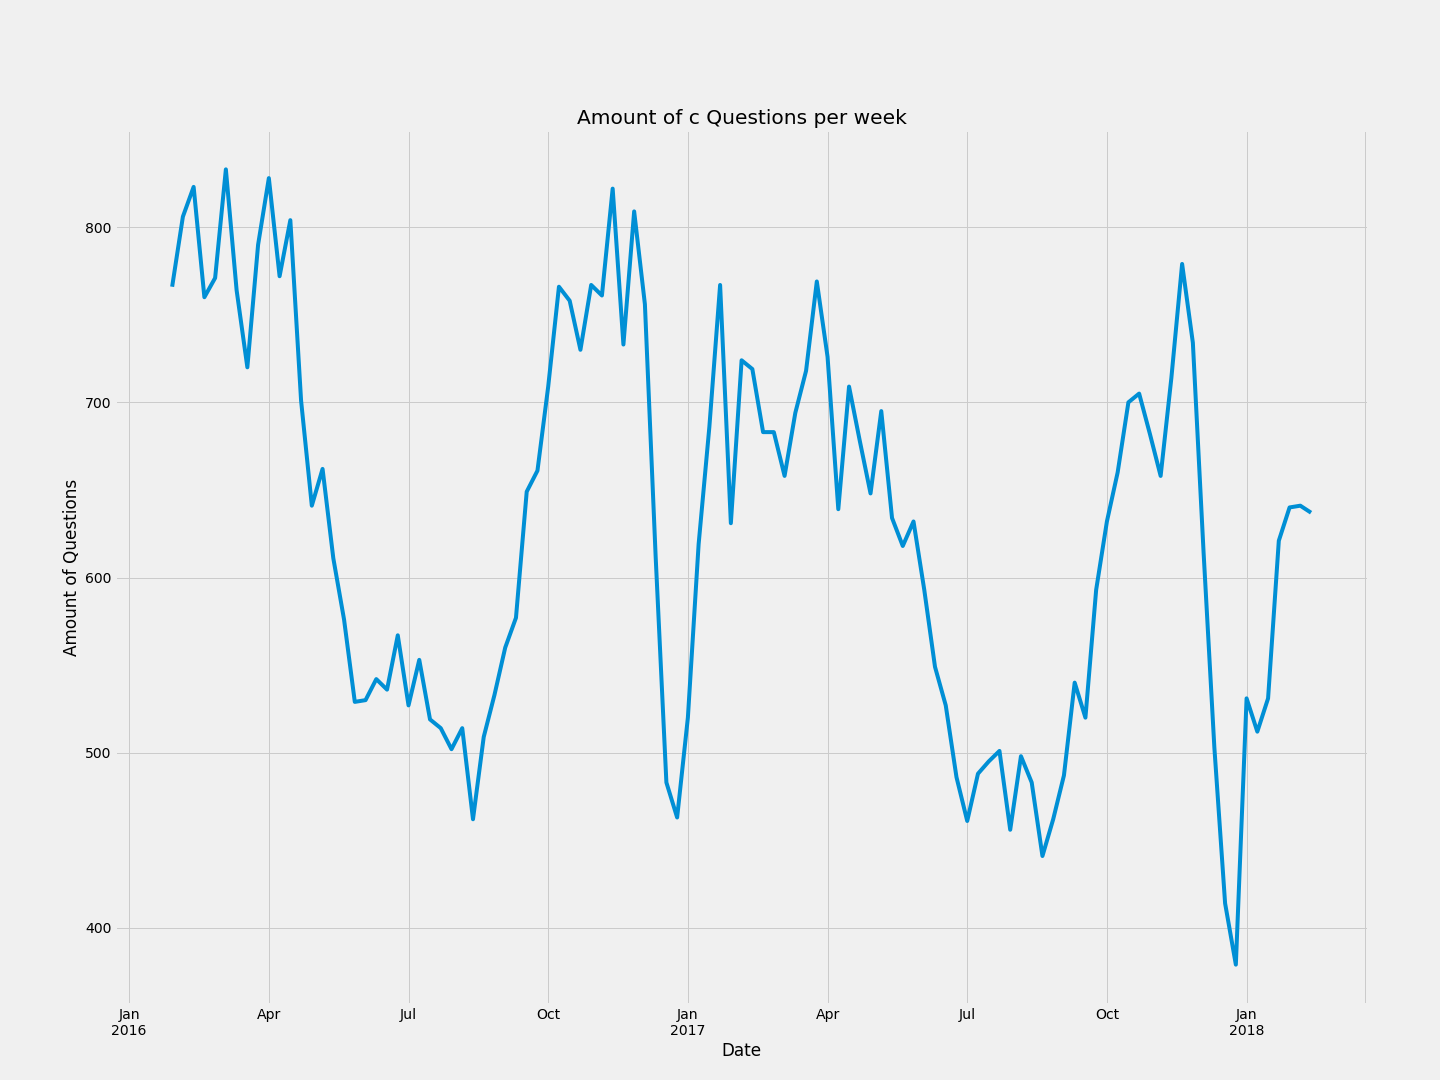 Amount of c Questions per week
Amount of Questions
800
700
600
500
400
Jan
2016
Apr
Jul
Oct
Jan
2017
Apr
Jul
Oct
Jan
2018
Date